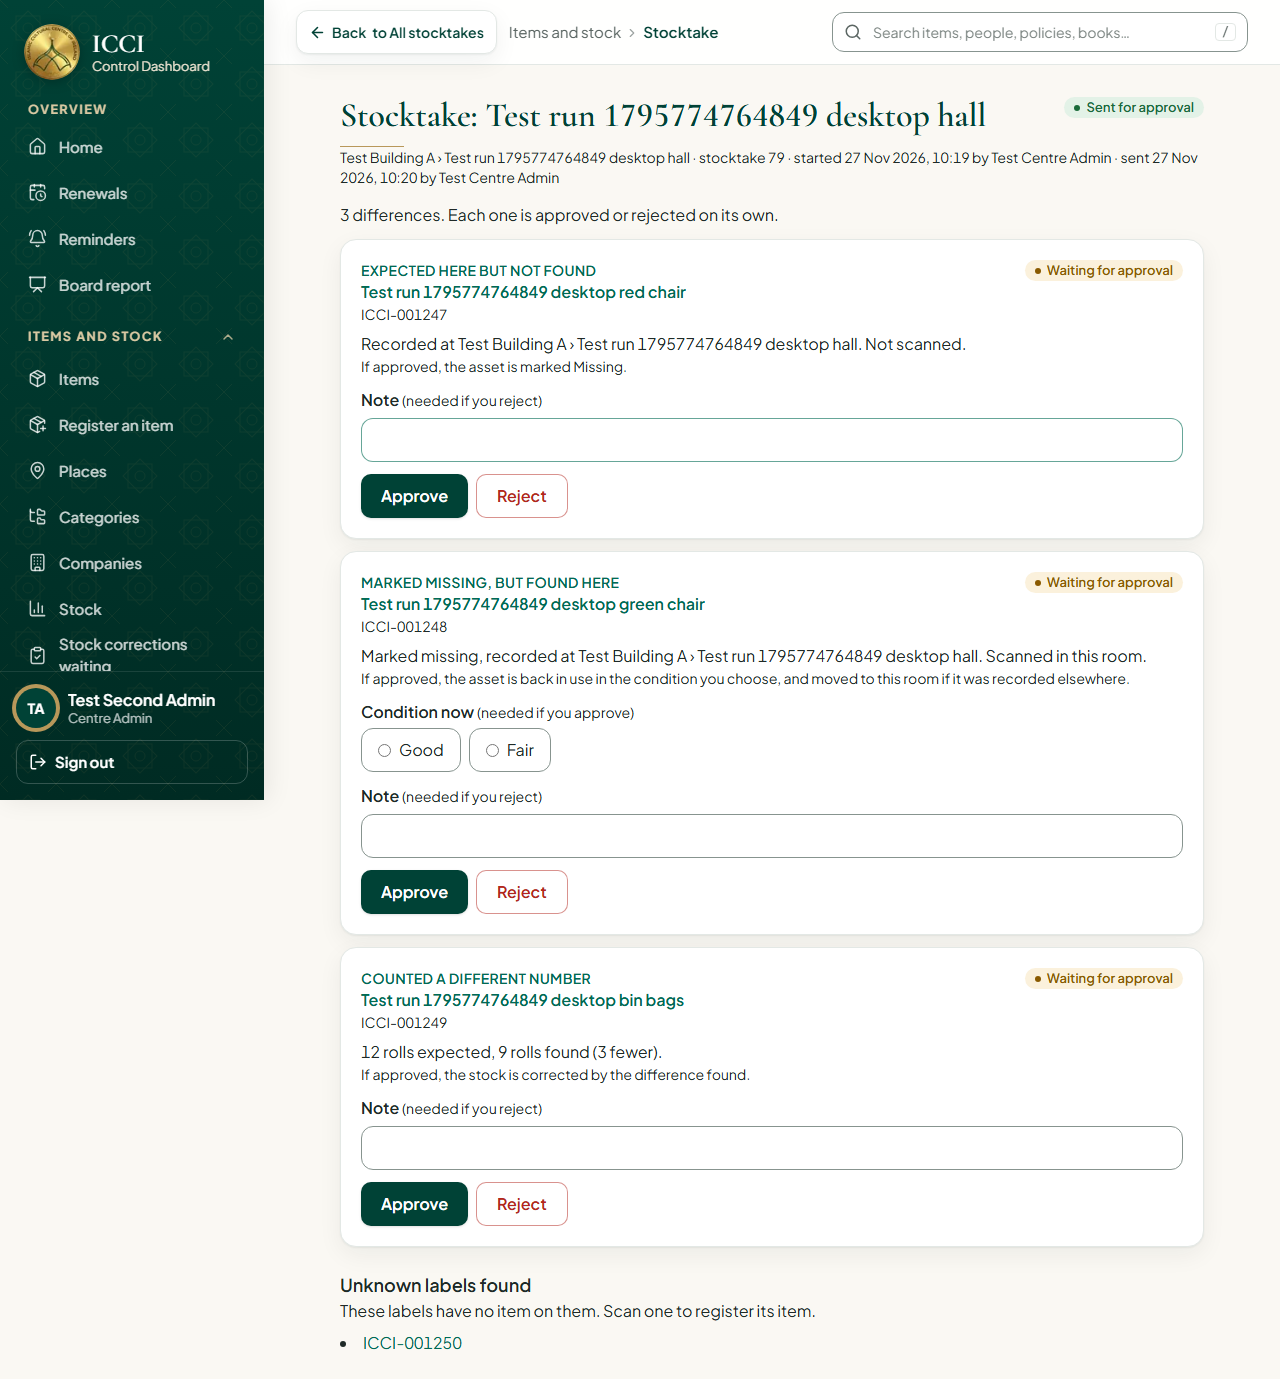 ICCI
Control Dashboard
OVERVIEW
Home
Renewals
Reminders
Board report
ITEMS AND STOCK
Items
Register an item
Places
Categories
Companies
Stock
Stock corrections
waiting
TA
Test Second Admin
Centre Admin
Sign out
Back to All stocktakes
Items and stock › Stocktake
Search items, people, policies, books…
/
Stocktake: Test run 1795774764849 desktop hall
Sent for approval
Test Building A › Test run 1795774764849 desktop hall · stocktake 79 · started 27 Nov 2026, 10:19 by Test Centre Admin · sent 27 Nov
2026, 10:20 by Test Centre Admin
3 differences. Each one is approved or rejected on its own.
EXPECTED HERE BUT NOT FOUND
Waiting for approval
Test run 1795774764849 desktop red chair
ICCI-001247
Recorded at Test Building A › Test run 1795774764849 desktop hall. Not scanned.
If approved, the asset is marked Missing.
Note (needed if you reject)
Approve
Reject
MARKED MISSING, BUT FOUND HERE
Waiting for approval
Test run 1795774764849 desktop green chair
ICCI-001248
Marked missing, recorded at Test Building A › Test run 1795774764849 desktop hall. Scanned in this room.
If approved, the asset is back in use in the condition you choose, and moved to this room if it was recorded elsewhere.
Condition now (needed if you approve)
Good
Fair
Note (needed if you reject)
Approve
Reject
COUNTED A DIFFERENT NUMBER
Waiting for approval
Test run 1795774764849 desktop bin bags
ICCI-001249
12 rolls expected, 9 rolls found (3 fewer).
If approved, the stock is corrected by the difference found.
Note (needed if you reject)
Approve
Reject
Unknown labels found
These labels have no item on them. Scan one to register its item.
ICCI-001250